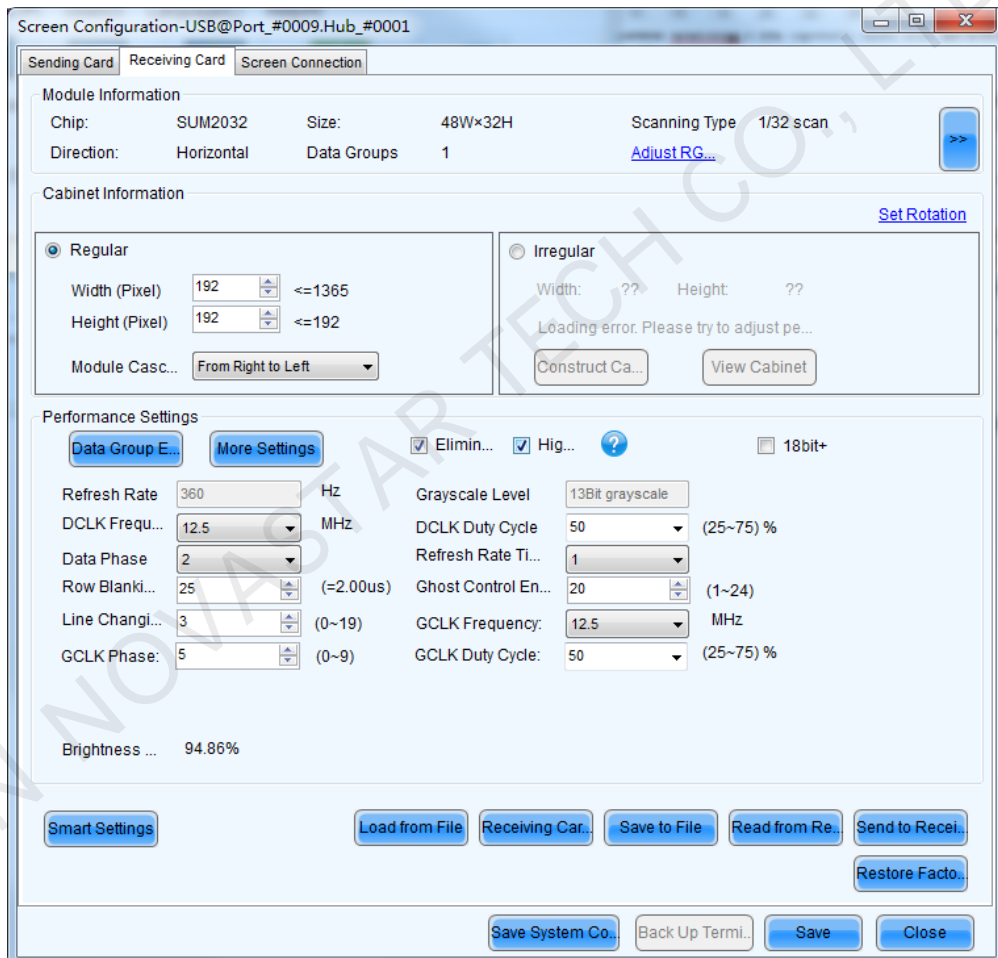 Screen Configuration-USB@Port_#0009.Hub_#0001
Sending Card Receiving Card Screen Connection
Module Information
Chip: SUM2032 Size: 48W×32H Scanning Type 1/32 scan
>>
Direction: Horizontal Data Groups 1 Adjust RG...
Cabinet Information
Set Rotation
Regular
Width (Pixel) 192 <=1365
Height (Pixel) 192 <=192
Module Casc... From Right to Left
Irregular
Width: ?? Height: ??
Loading error. Please try to adjust pe...
Construct Ca... View Cabinet
Performance Settings
Data Group E... More Settings Elimin... Hig... ? 18bit+
Refresh Rate 360 Hz Grayscale Level 13Bit grayscale
DCLK Frequ... 12.5 MHz DCLK Duty Cycle 50 (25~75) %
Data Phase 2 Refresh Rate Ti... 1
Row Blanki... 25 (=2.00us) Ghost Control En... 20 (1~24)
Line Changi... 3 (0~19) GCLK Frequency: 12.5 MHz
GCLK Phase: 5 (0~9) GCLK Duty Cycle: 50 (25~75) %
Brightness ... 94.86%
Smart Settings Load from File Receiving Car... Save to File Read from Re... Send to Recei...
Restore Facto...
Save System Co... Back Up Termi... Save Close
NOVASTAR TECH CO.,